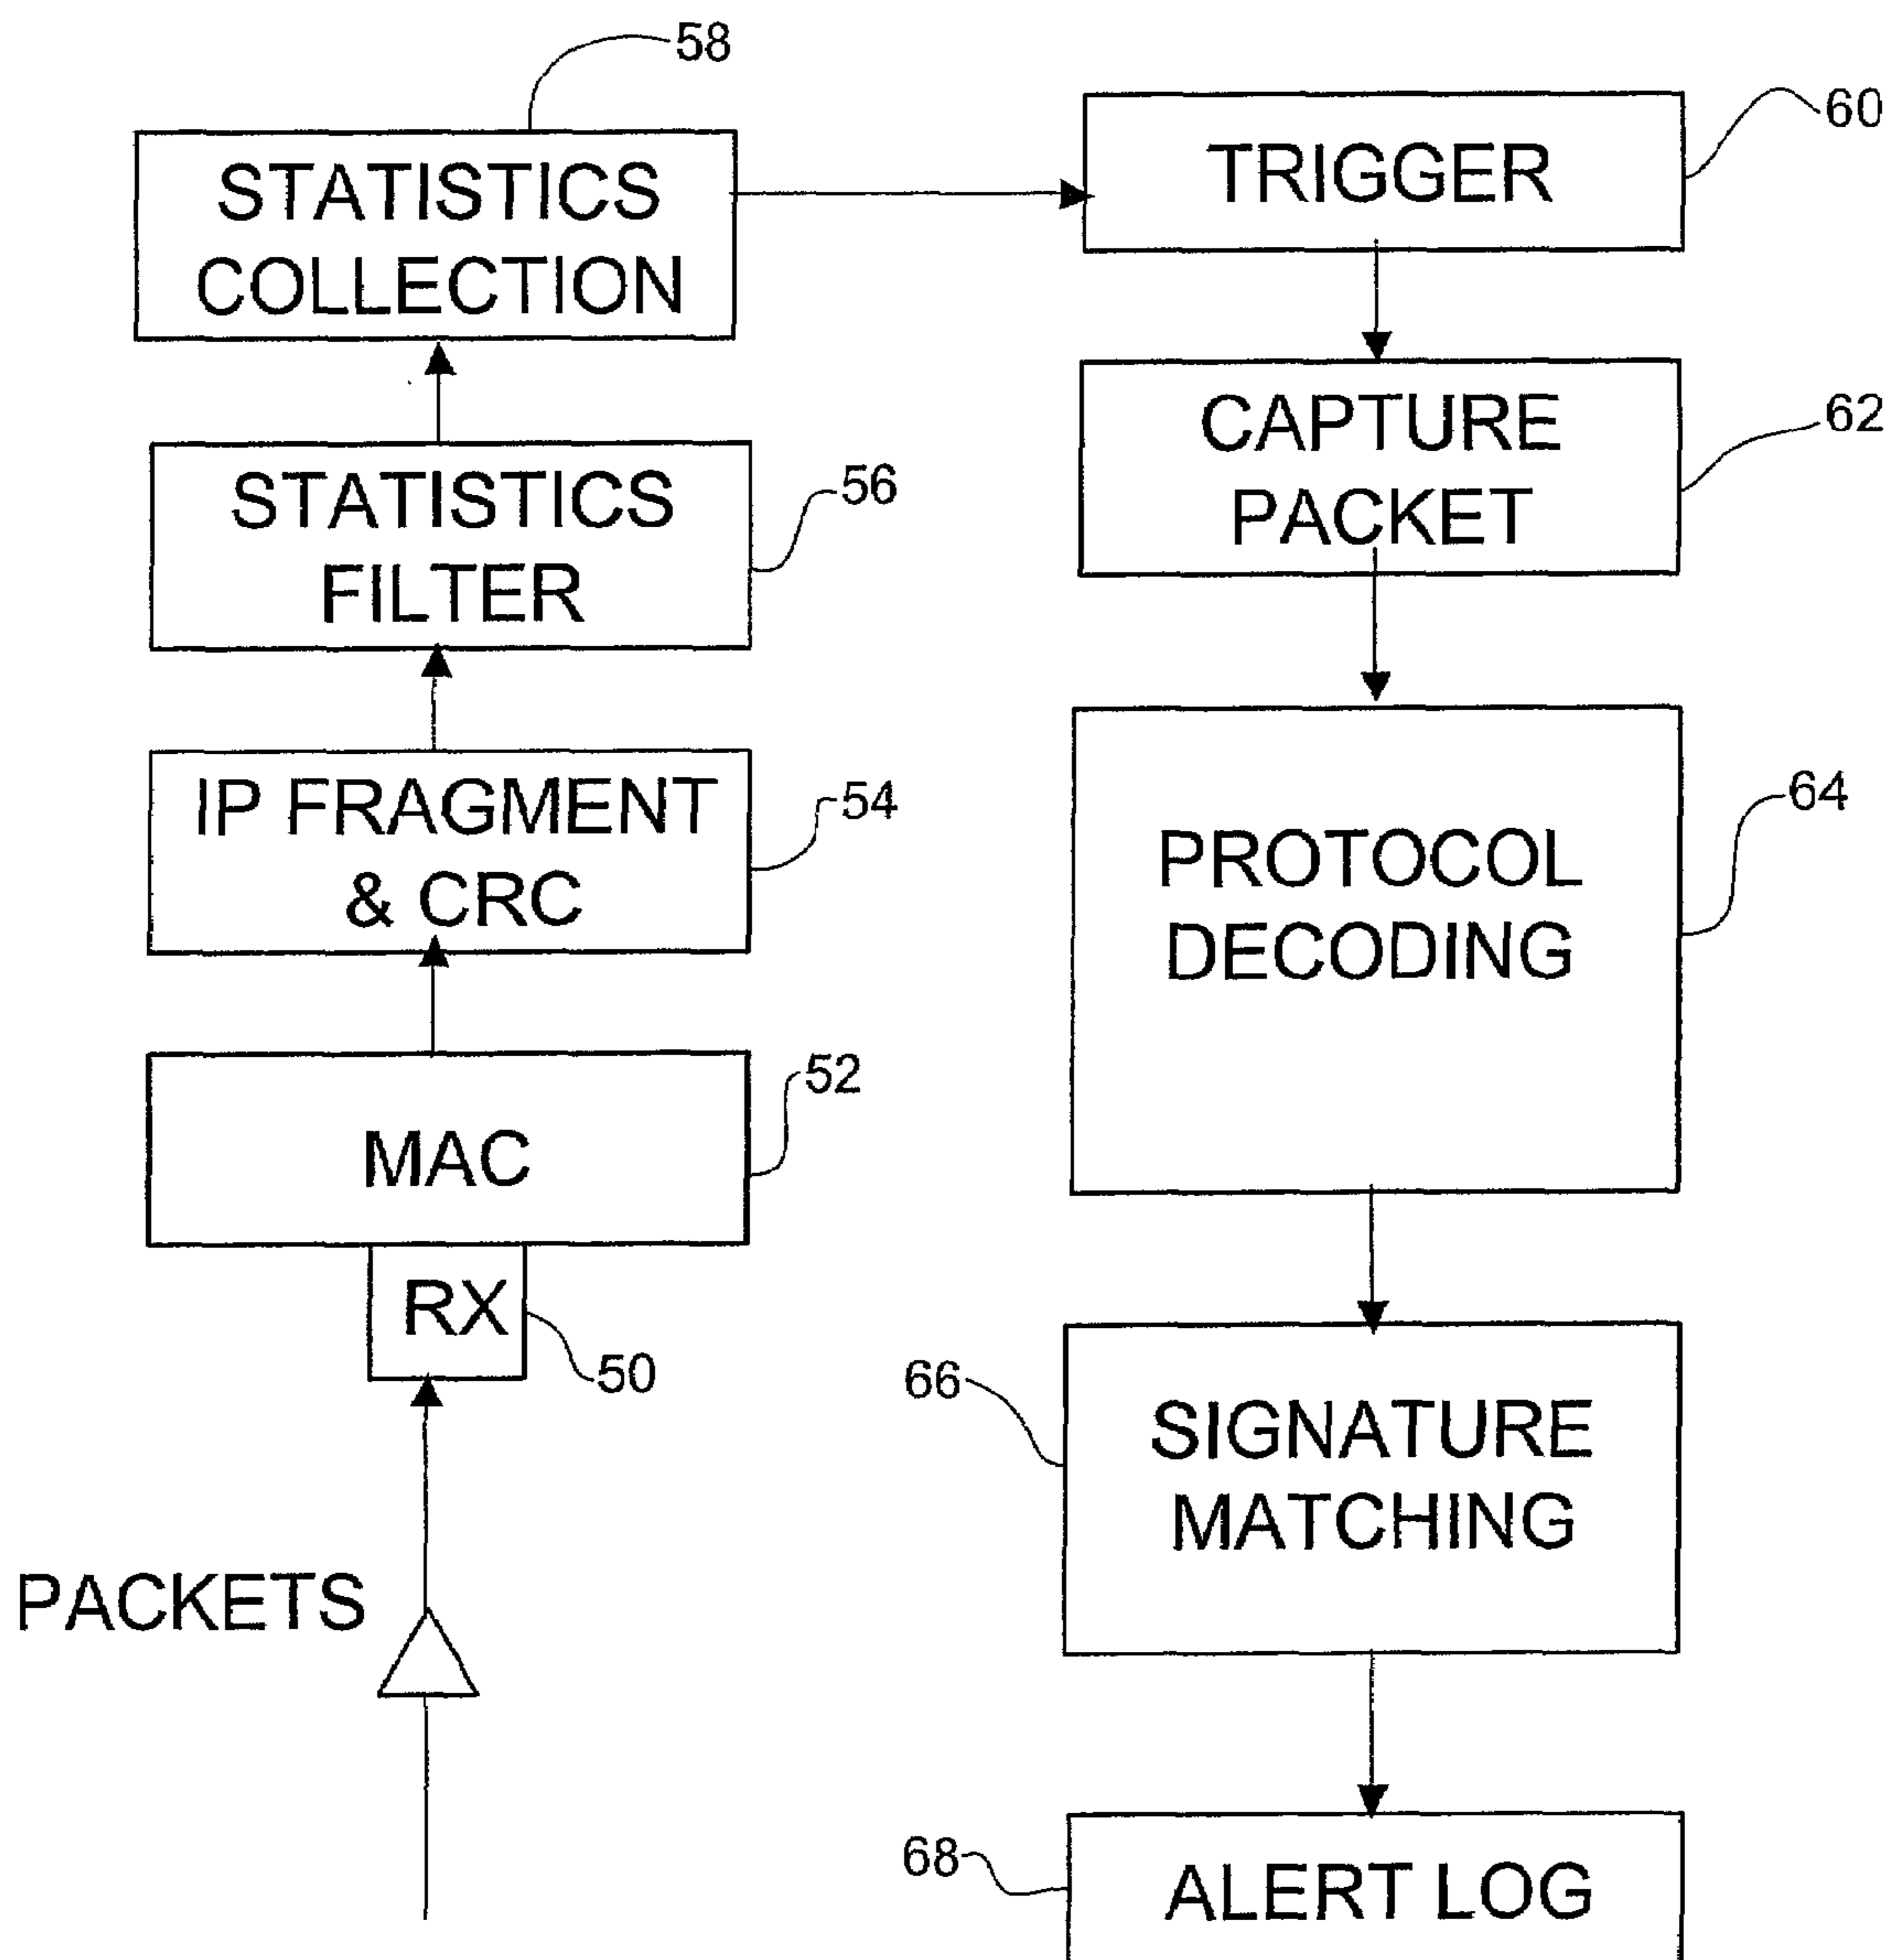 58
STATISTICS
COLLECTION
60
TRIGGER
62
CAPTURE
PACKET
STATISTICS
FILTER
56
IP FRAGMENT
& CRC
54
64
PROTOCOL
DECODING
MAC
52
RX
50
66
SIGNATURE
MATCHING
PACKETS
68
ALERT LOG